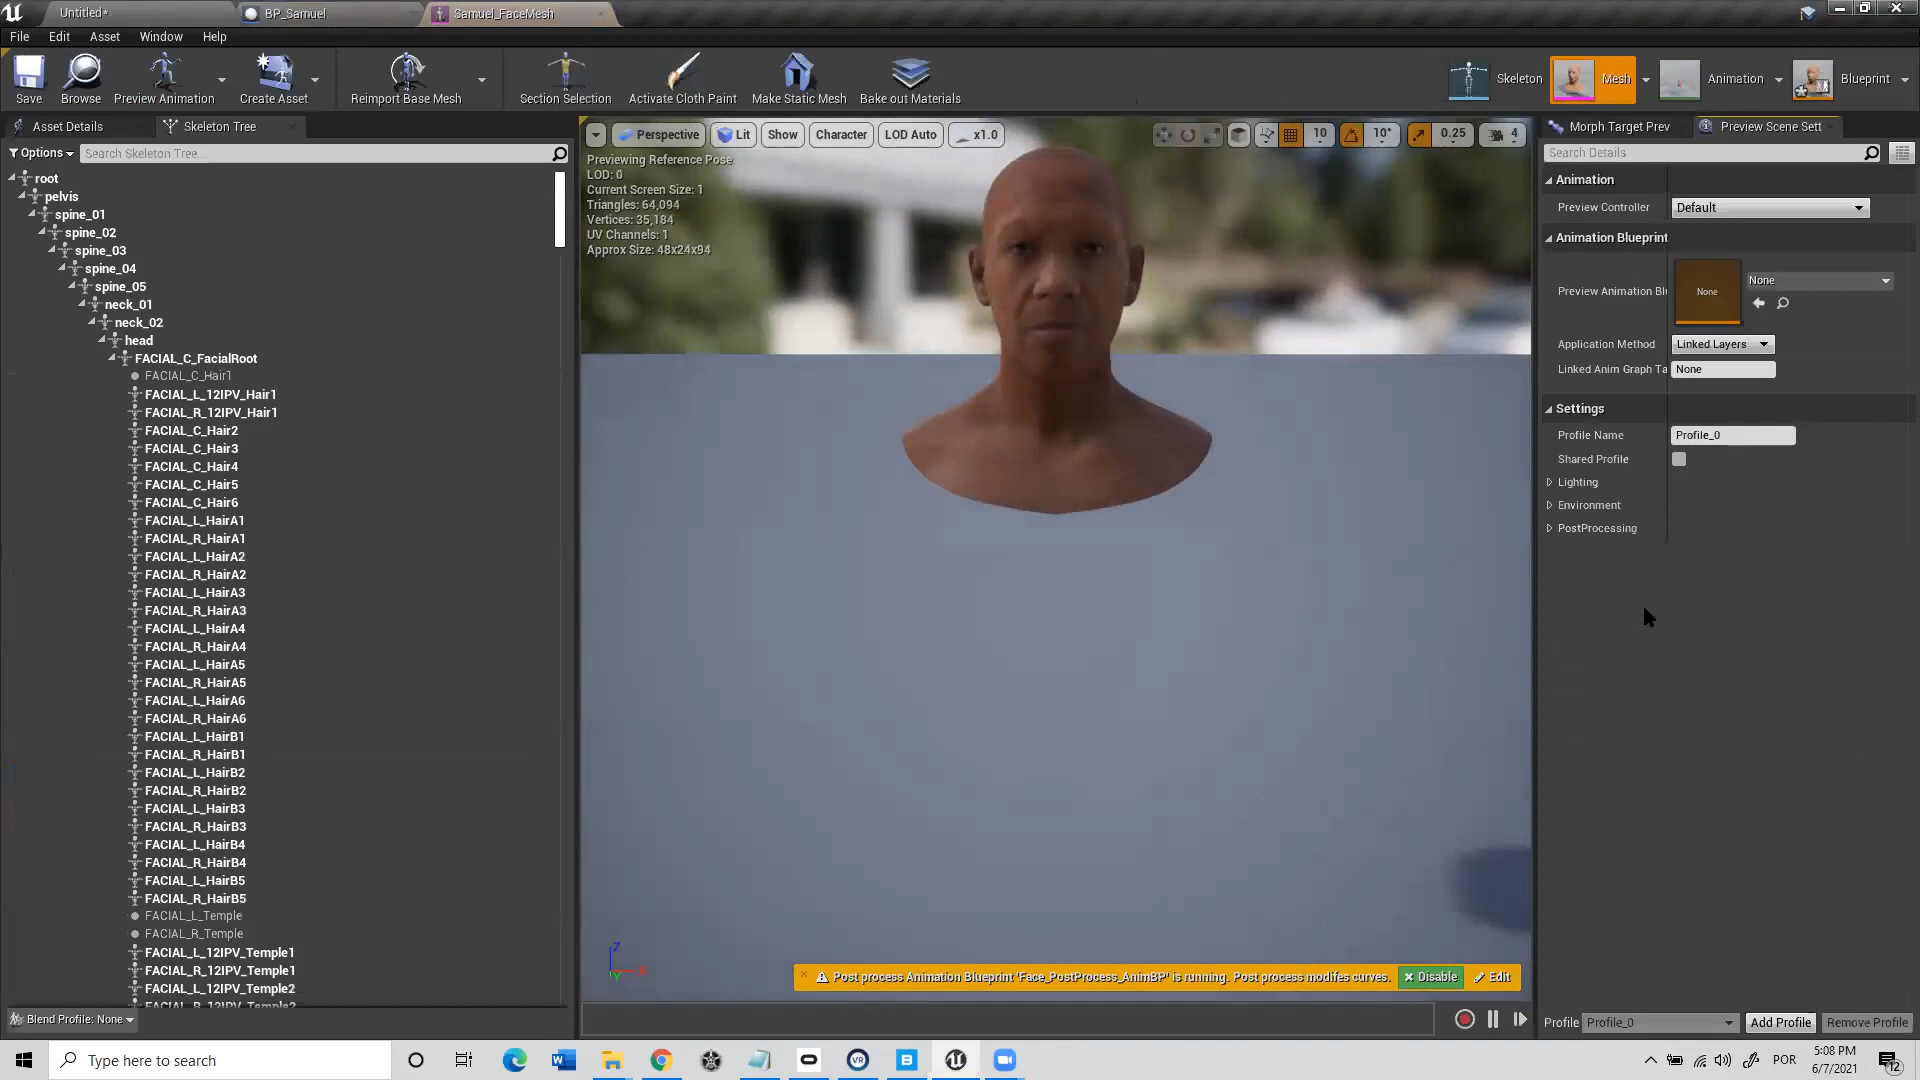 Untitled*
BP_Samuel
Samuel_FaceMesh
File Edit Asset Window Help
Save
Browse
Preview Animation
Create Asset
Reimport Base Mesh
Section Selection
Activate Cloth Paint
Make Static Mesh
Bake out Materials
Skeleton
Mesh
Animation
Blueprint
Asset Details
Skeleton Tree
Options
Search Skeleton Tree...
root
pelvis
spine_01
spine_02
spine_03
spine_04
spine_05
neck_01
neck_02
head
FACIAL_C_FacialRoot
FACIAL_C_Hair1
FACIAL_L_12IPV_Hair1
FACIAL_R_12IPV_Hair1
FACIAL_C_Hair2
FACIAL_C_Hair3
FACIAL_C_Hair4
FACIAL_C_Hair5
FACIAL_C_Hair6
FACIAL_L_HairA1
FACIAL_R_HairA1
FACIAL_L_HairA2
FACIAL_R_HairA2
FACIAL_L_HairA3
FACIAL_R_HairA3
FACIAL_L_HairA4
FACIAL_R_HairA4
FACIAL_L_HairA5
FACIAL_R_HairA5
FACIAL_L_HairA6
FACIAL_R_HairA6
FACIAL_L_HairB1
FACIAL_R_HairB1
FACIAL_L_HairB2
FACIAL_R_HairB2
FACIAL_L_HairB3
FACIAL_R_HairB3
FACIAL_L_HairB4
FACIAL_R_HairB4
FACIAL_L_HairB5
FACIAL_R_HairB5
FACIAL_L_Temple
FACIAL_R_Temple
FACIAL_L_12IPV_Temple1
FACIAL_R_12IPV_Temple1
FACIAL_L_12IPV_Temple2
FACIAL_R_12IPV_Temple2
Blend Profile: None
Perspective Lit Show Character LOD Auto x1.0
10 10° 0.25 4
Previewing Reference Pose
LOD: 0
Current Screen Size: 1
Triangles: 64,094
Vertices: 35,184
UV Channels: 1
Approx Size: 48x24x94
Z
X
Y
Post process Animation Blueprint 'Face_PostProcess_AnimBP' is running. Post process modifes curves. Disable Edit
Morph Target Prev
Preview Scene Sett
Search Details
Animation
Preview Controller Default
Animation Blueprint
Preview Animation Bl None None
Application Method Linked Layers
Linked Anim Graph Ta None
Settings
Profile Name Profile_0
Shared Profile
Lighting
Environment
PostProcessing
Profile Profile_0 Add Profile Remove Profile
Type here to search
POR
5:08 PM
6/7/2021
12